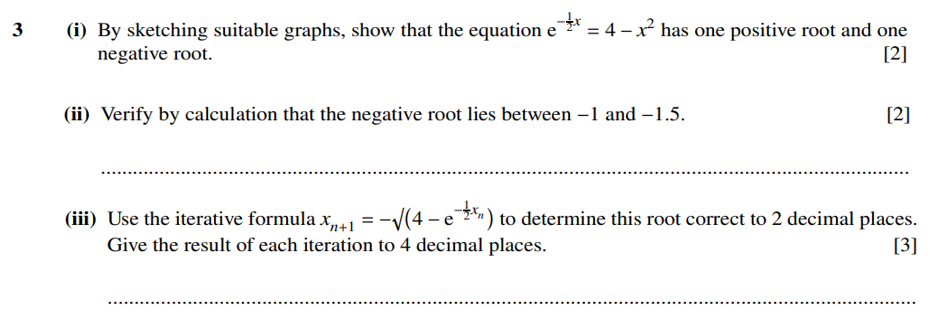 3 (i) By sketching suitable graphs, show that the equation e^{-\frac{1}{2}x} = 4 – x² has one positive root and one
negative root. [2]
(ii) Verify by calculation that the negative root lies between −1 and −1.5. [2]
................................................................................
(iii) Use the iterative formula x_{n+1} = −√(4 − e^{-\frac{1}{2}x_n}) to determine this root correct to 2 decimal places.
Give the result of each iteration to 4 decimal places. [3]
................................................................................